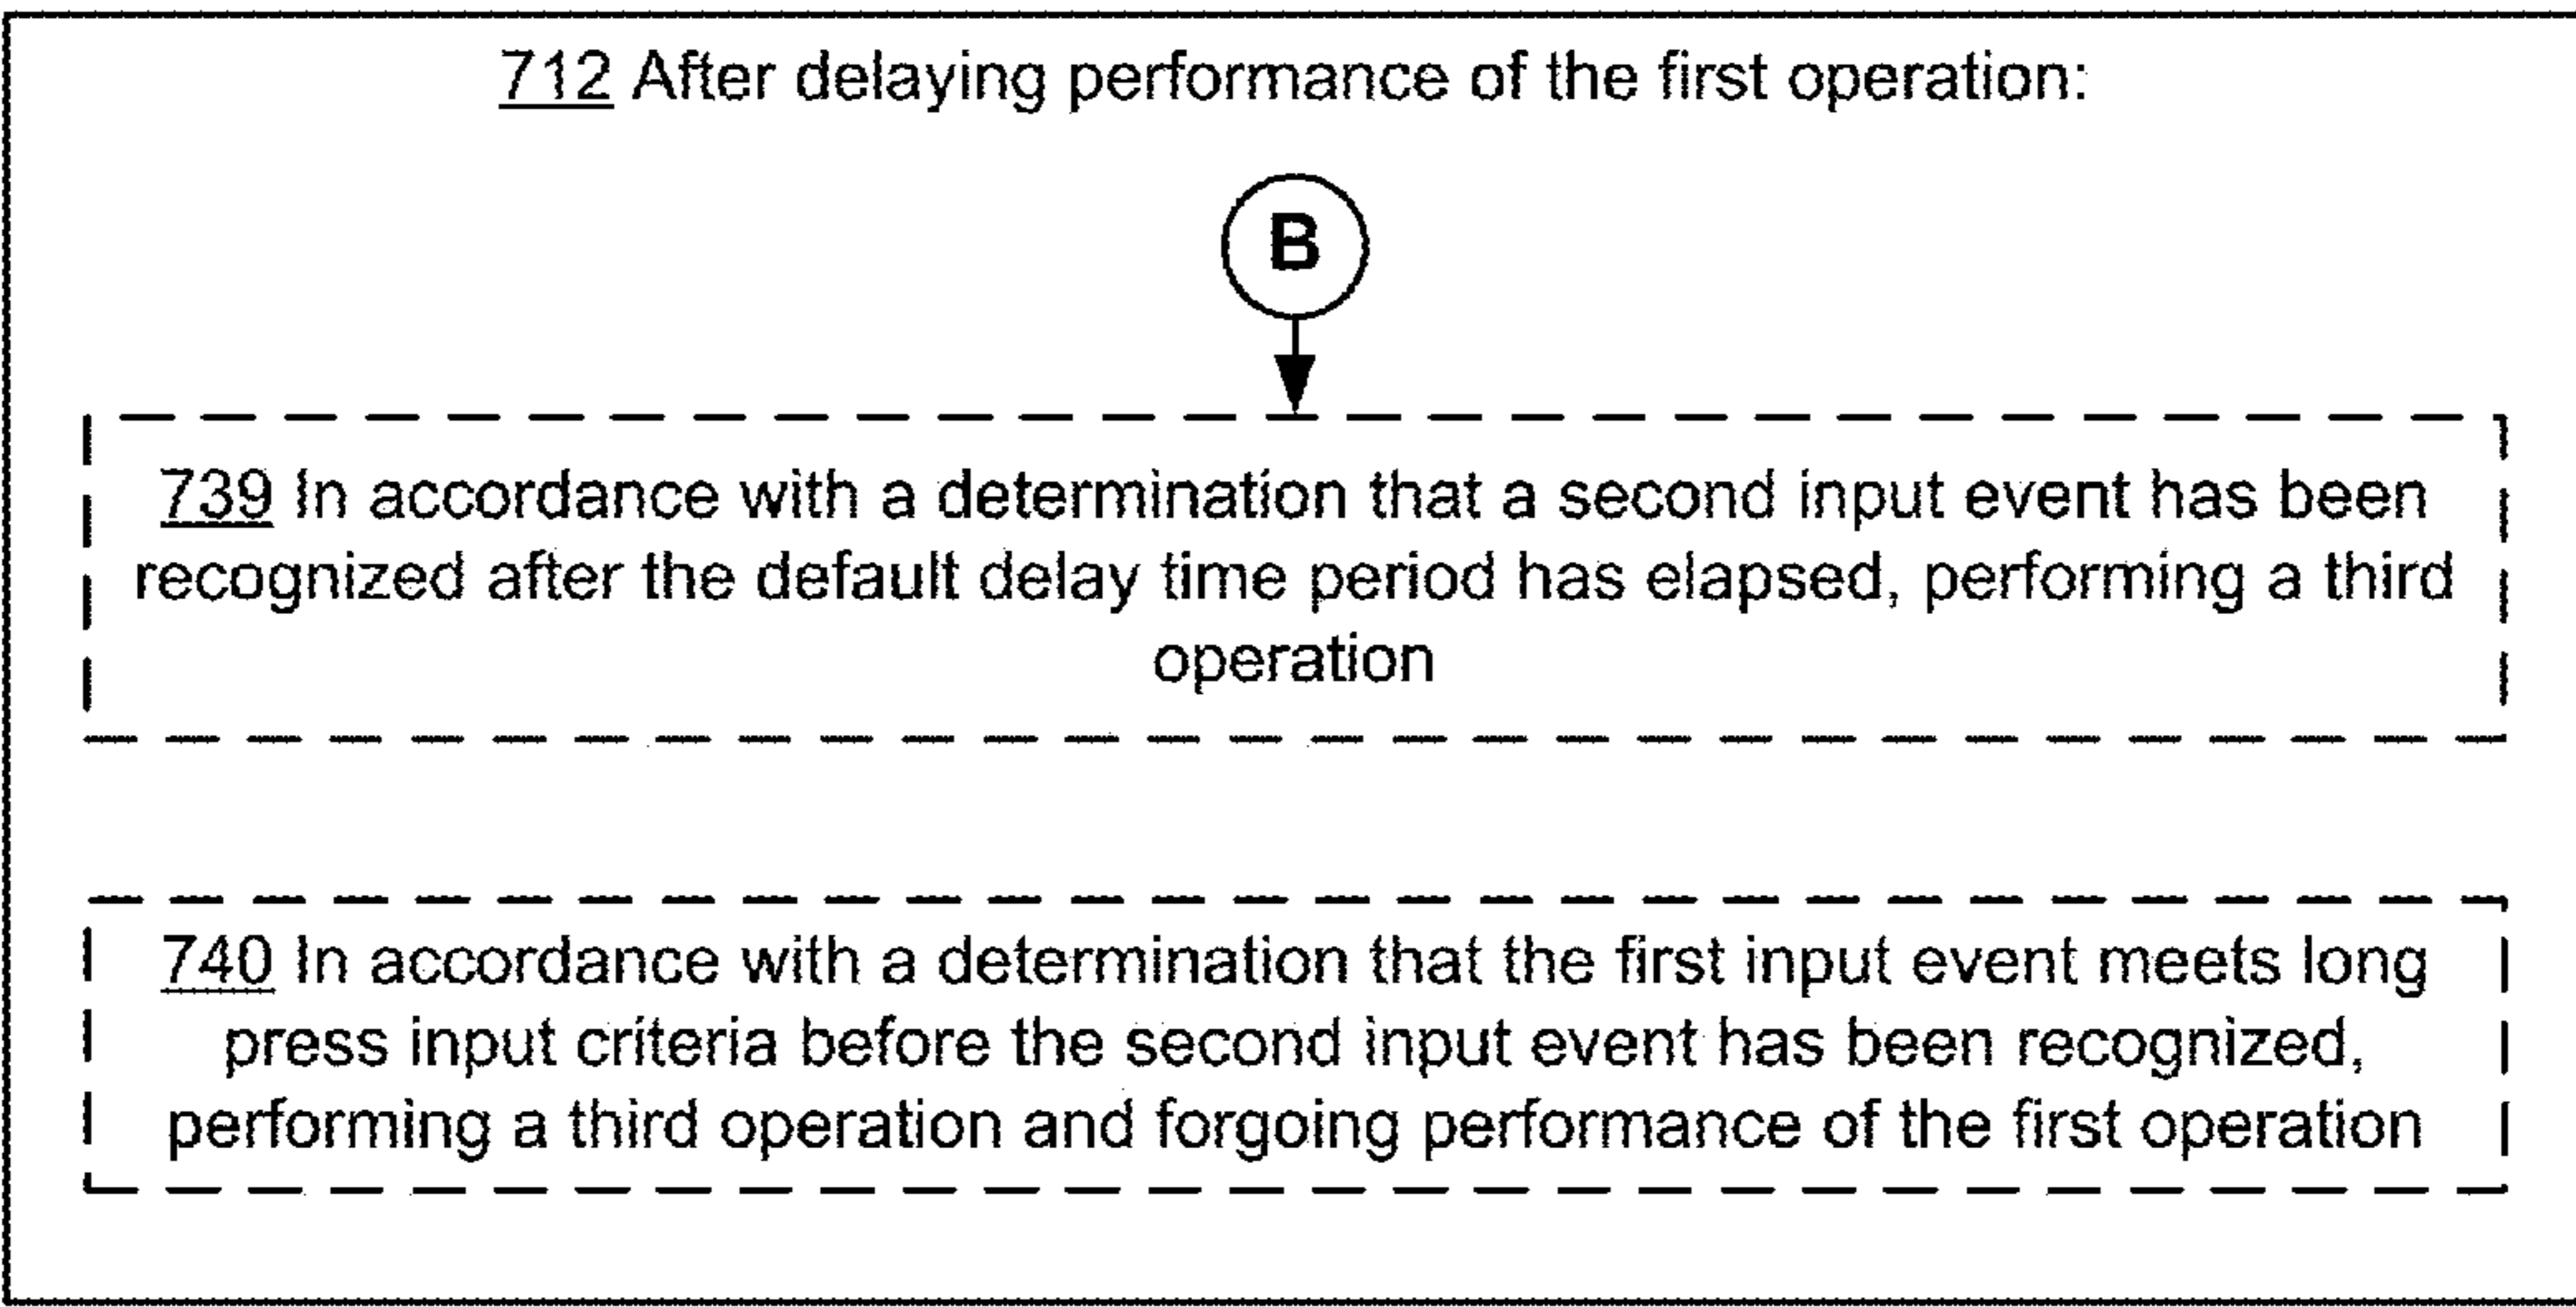 712 After delaying performance of the first operation:
B
739 In accordance with a determination that a second input event has been
recognized after the default delay time period has elapsed, performing a third
operation
740 In accordance with a determination that the first input event meets long
press input criteria before the second input event has been recognized,
performing a third operation and forgoing performance of the first operation